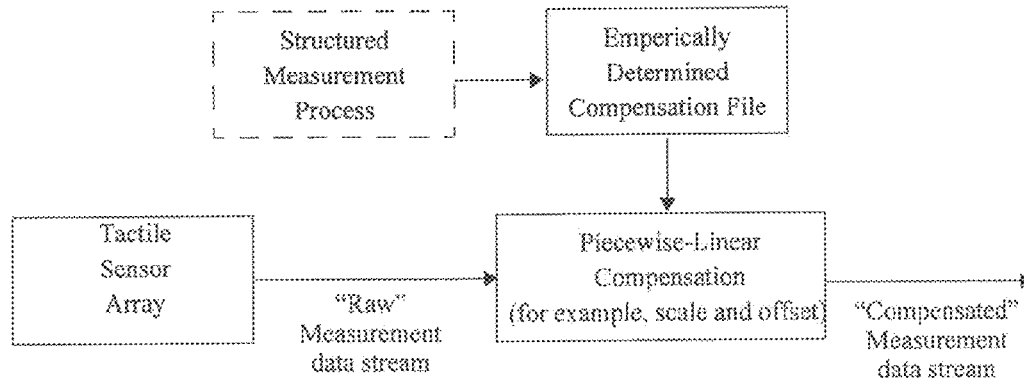 Structured
Measurement
Process
Emperically
Determined
Compensation File
Tactile
Sensor
Array
"Raw"
Measurement
data stream
Piecewise-Linear
Compensation
(for example, scale and offset)
"Compensated"
Measurement
data stream